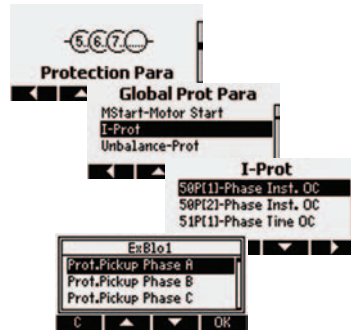 5. 6. 7.
Protection Para
Global Prot Para
MStart-Motor Start
I-Prot
Unbalance-Prot
I-Prot
50P[1]-Phase Inst. OC
50P[2]-Phase Inst. OC
51P[1]-Phase Time OC
ExBlo1
Prot.Pickup Phase A
Prot.Pickup Phase B
Prot.Pickup Phase C
C
OK